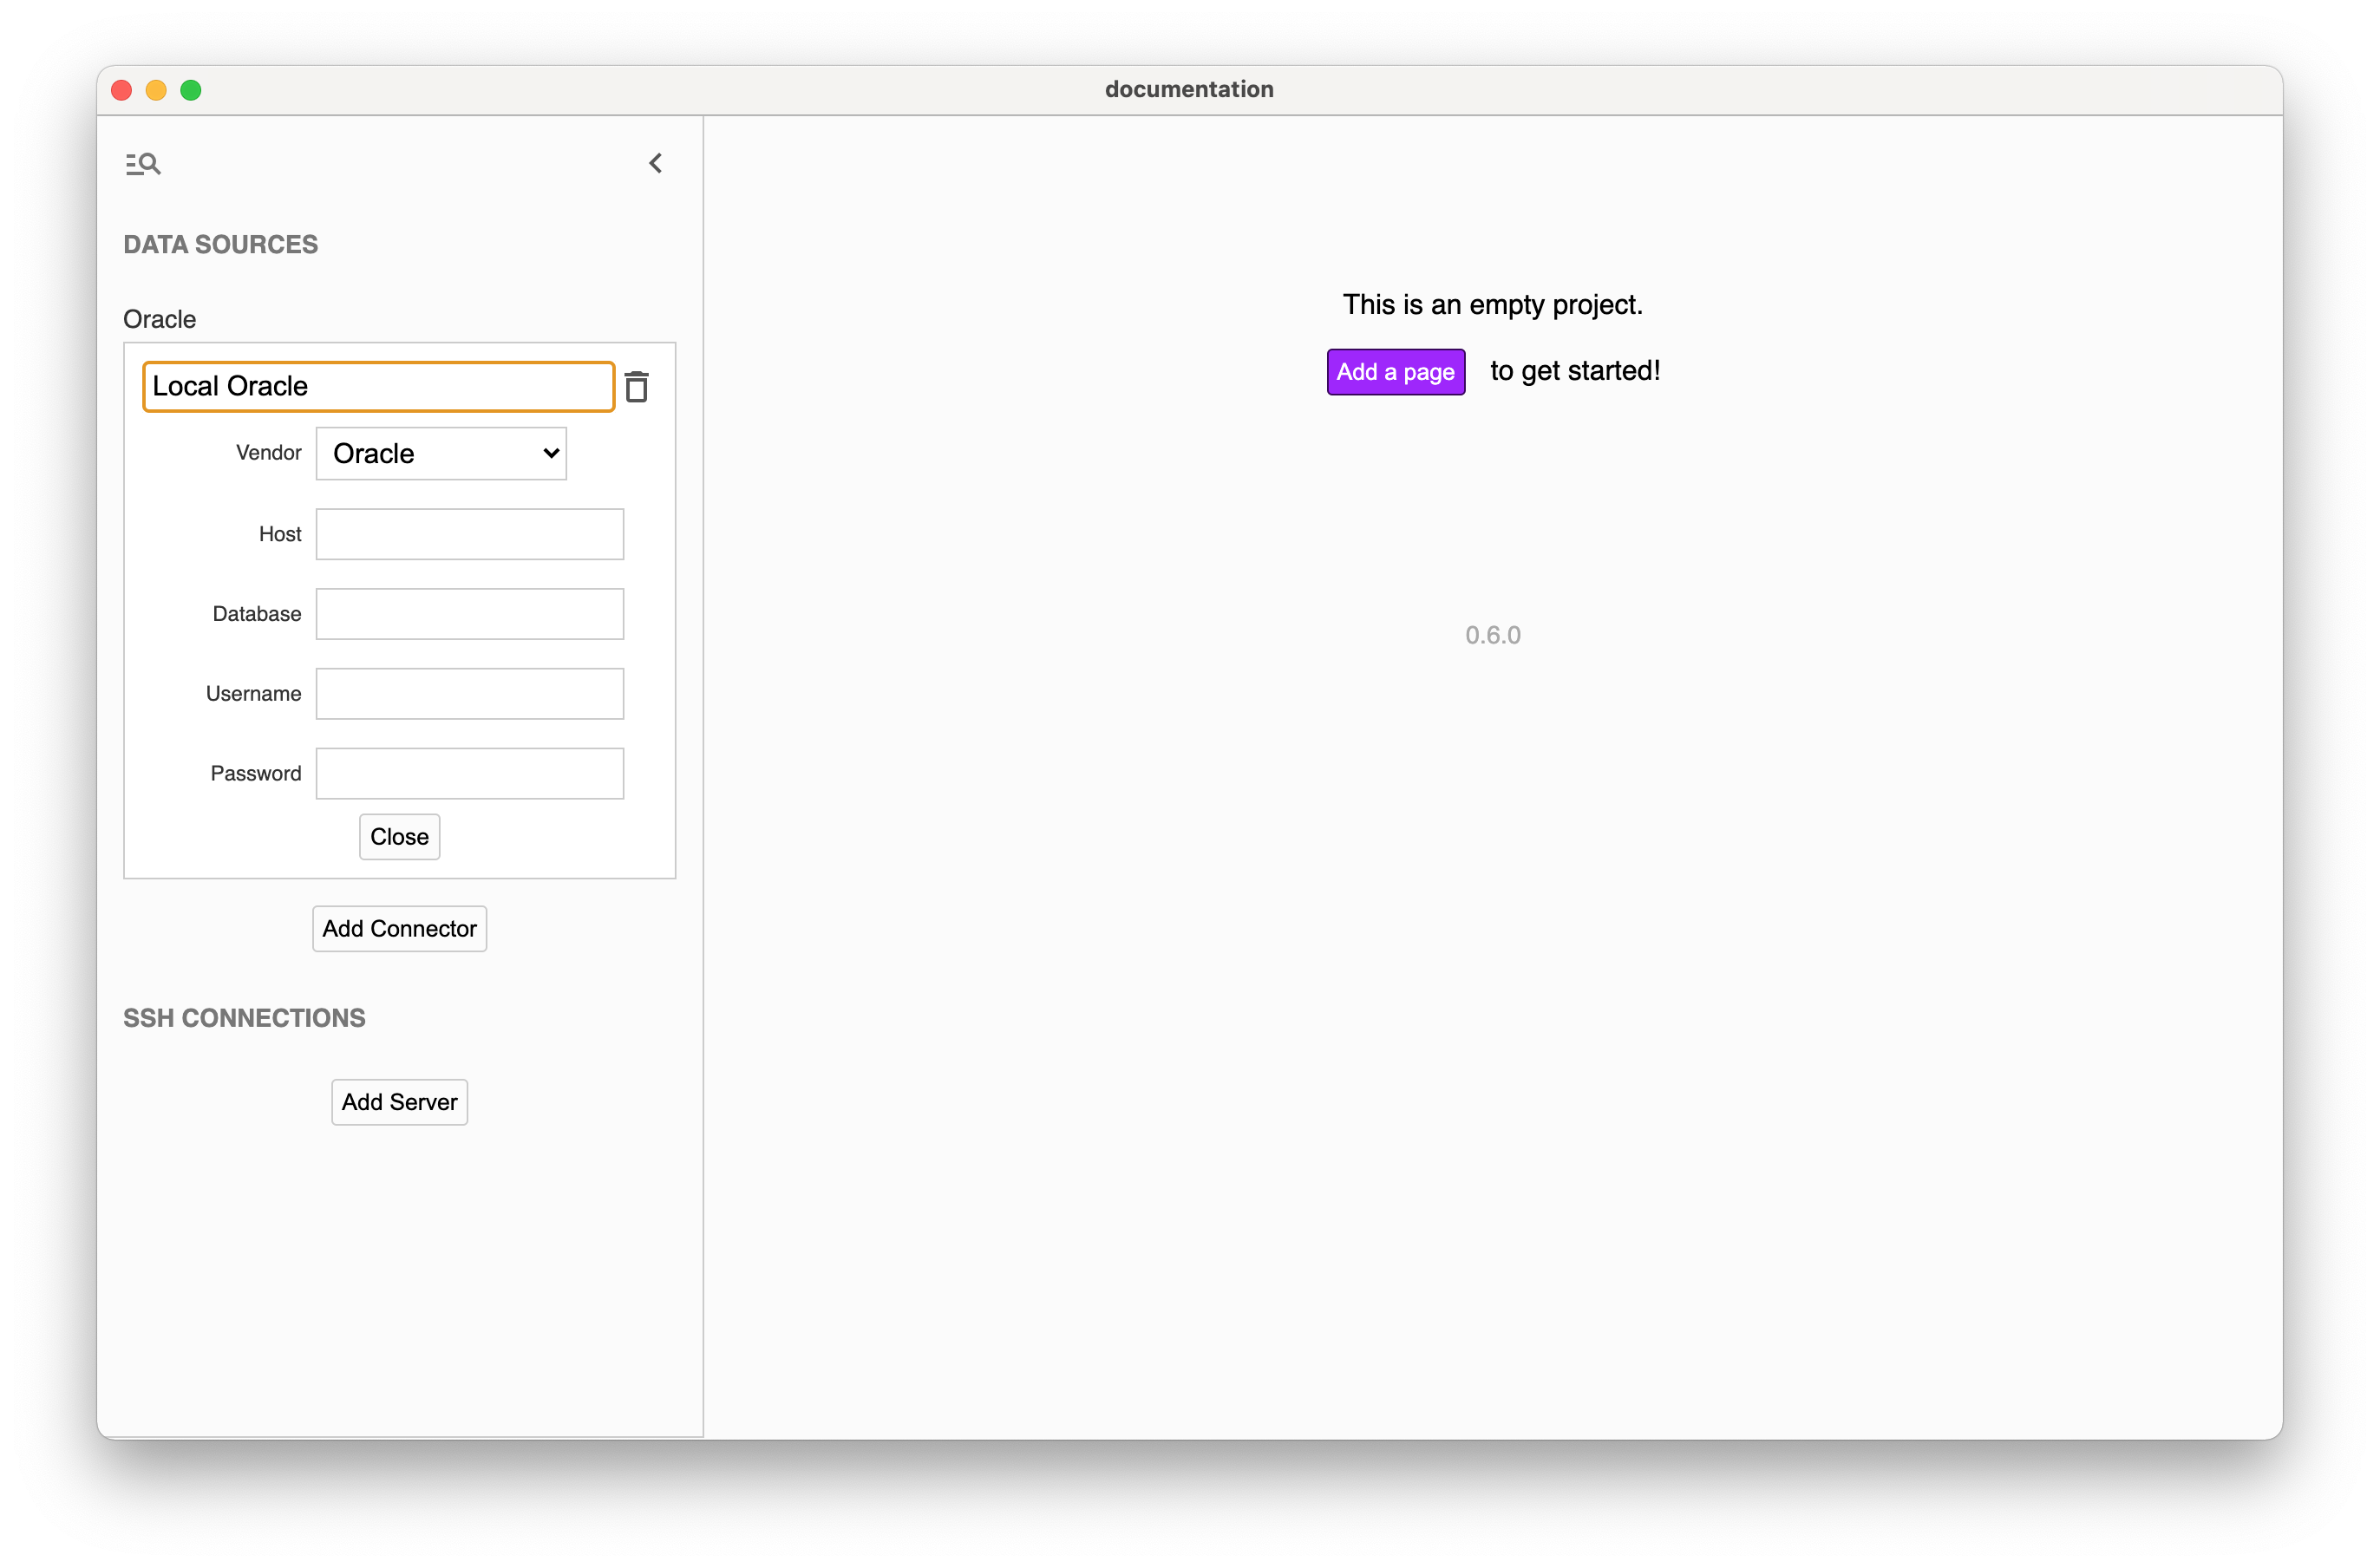 documentation
DATA SOURCES
Oracle
Local Oracle
Vendor Oracle
Host
Database
Username
Password
Close
Add Connector
SSH CONNECTIONS
Add Server
This is an empty project.
Add a page to get started!
0.6.0